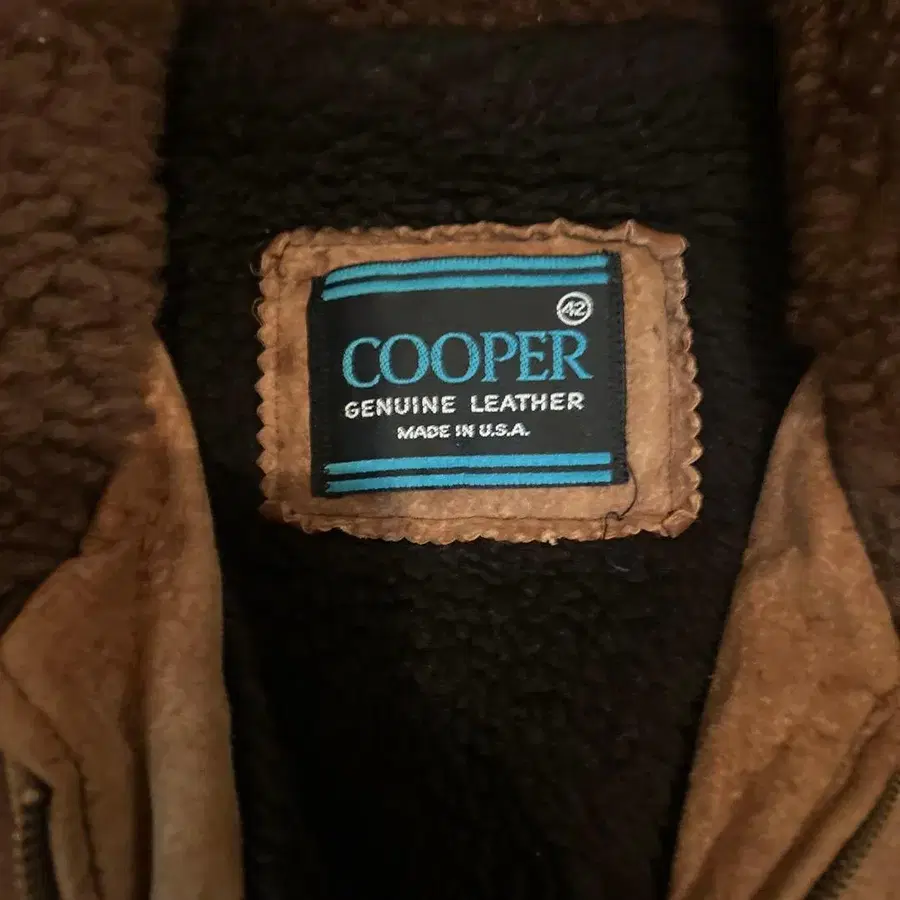 42
COOPER
GENUINE LEATHER
MADE IN U.S.A.